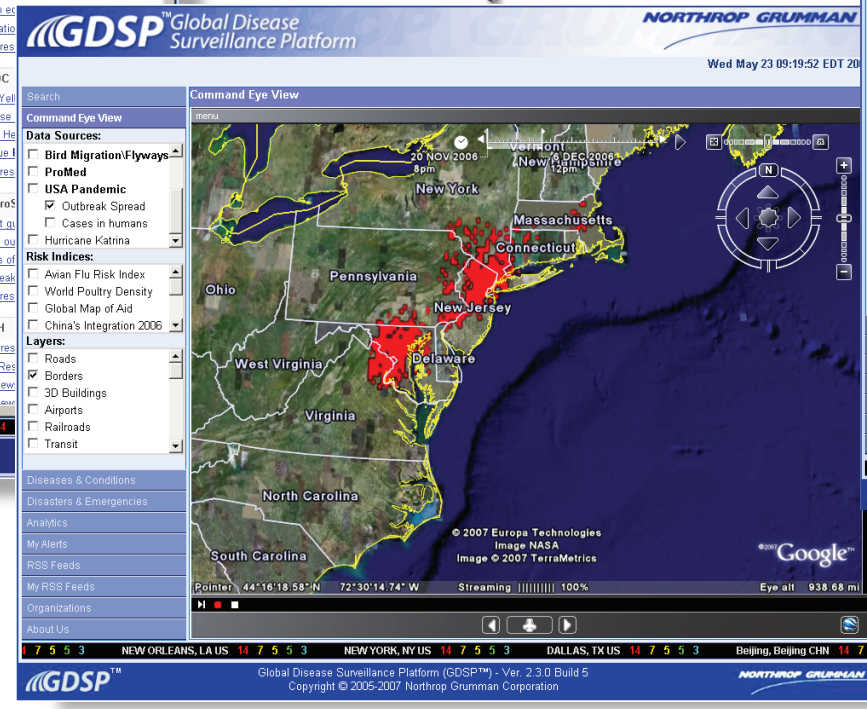 GDSP™ Global Disease
Surveillance Platform
NORTHROP GRUMMAN
Wed May 23 09:19:52 EDT 20
Search
Command Eye View
Data Sources:
Bird Migration\Flyways
ProMed
USA Pandemic
Outbreak Spread
Cases in humans
Hurricane Katrina
Risk Indices:
Avian Flu Risk Index
World Poultry Density
Global Map of Aid
China's Integration 2006
Layers:
Roads
Borders
3D Buildings
Airports
Railroads
Transit
Diseases & Conditions
Disasters & Emergencies
Analytics
My Alerts
RSS Feeds
My RSS Feeds
Organizations
About Us
Command Eye View
menu
20 NOV 2006
8pm
6 DEC 2006
12pm
N
Vermont
New Hampshire
New York
Massachusetts
Connecticut
Pennsylvania
Ohio
New Jersey
West Virginia
Delaware
Virginia
North Carolina
South Carolina
© 2007 Europa Technologies
Image NASA
Image © 2007 TerraMetrics
©2007 Google™
Pointer 44°16'18.58" N 72°30'14.74" W Streaming |||||||||| 100% Eye alt 938.68 mi
7 5 5 3 NEW ORLEANS, LA US 14 7 5 5 3 NEW YORK, NY US 14 7 5 5 3 DALLAS, TX US 14 7 5 5 3 Beijing, Beijing CHN 14 7
GDSP™
Global Disease Surveillance Platform (GDSP™) - Ver. 2.3.0 Build 5
Copyright © 2005-2007 Northrop Grumman Corporation
NORTHROP GRUMMAN